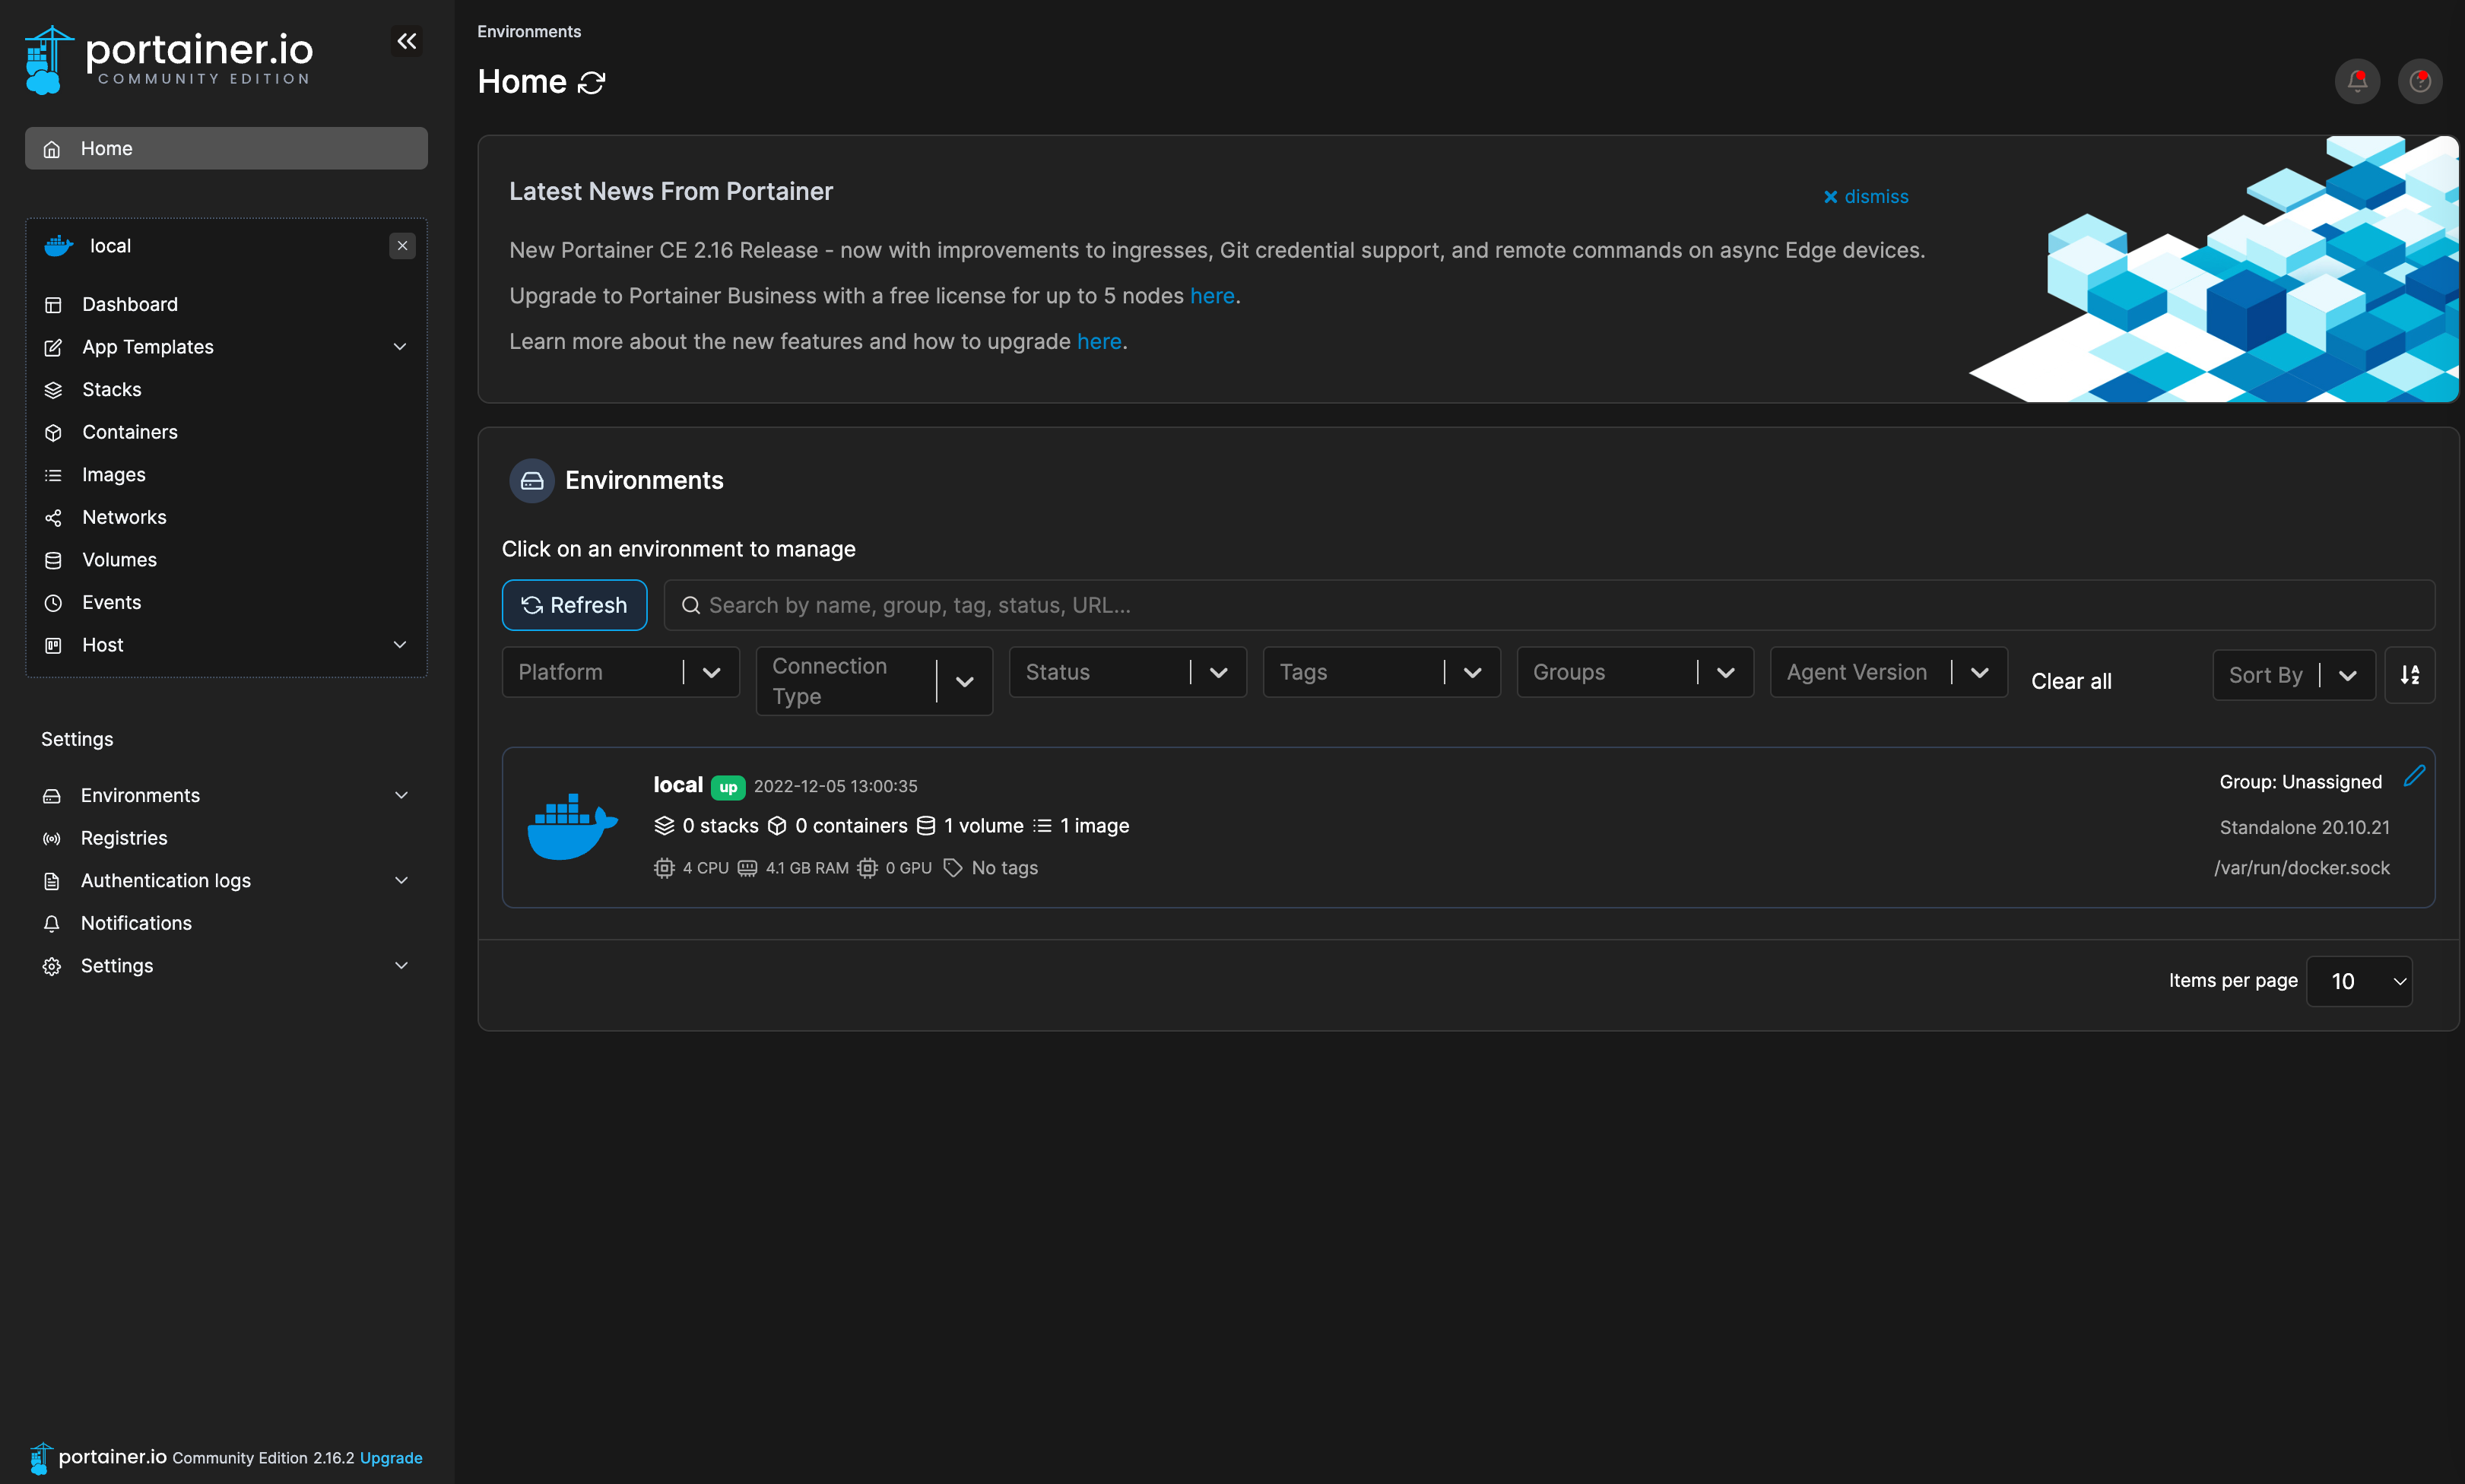 portainer.io
COMMUNITY EDITION
Home
local
Dashboard
App Templates
Stacks
Containers
Images
Networks
Volumes
Events
Host
Settings
Environments
Registries
Authentication logs
Notifications
Settings
portainer.io Community Edition 2.16.2 Upgrade
Environments
Home
Latest News From Portainer
dismiss
New Portainer CE 2.16 Release - now with improvements to ingresses, Git credential support, and remote commands on async Edge devices.
Upgrade to Portainer Business with a free license for up to 5 nodes here.
Learn more about the new features and how to upgrade here.
Environments
Click on an environment to manage
Refresh
Search by name, group, tag, status, URL...
Platform
Connection
Type
Status
Tags
Groups
Agent Version
Clear all
Sort By
A
Z
local up 2022-12-05 13:00:35
Group: Unassigned
0 stacks 0 containers 1 volume 1 image
Standalone 20.10.21
4 CPU 4.1 GB RAM 0 GPU No tags
/var/run/docker.sock
Items per page 10